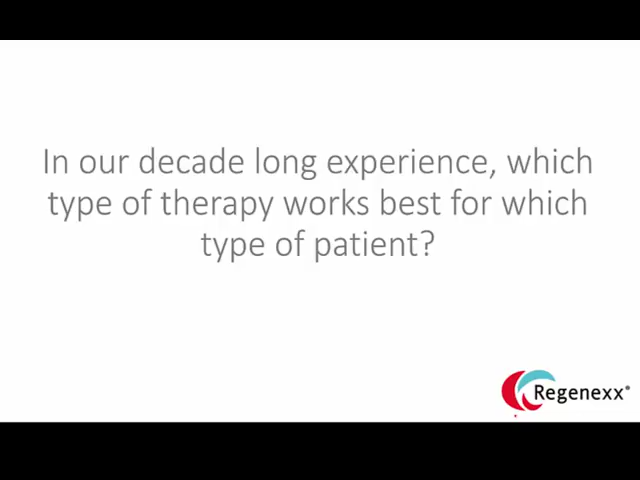 In our decade long experience, which
type of therapy works best for which
type of patient?
Regenexx®